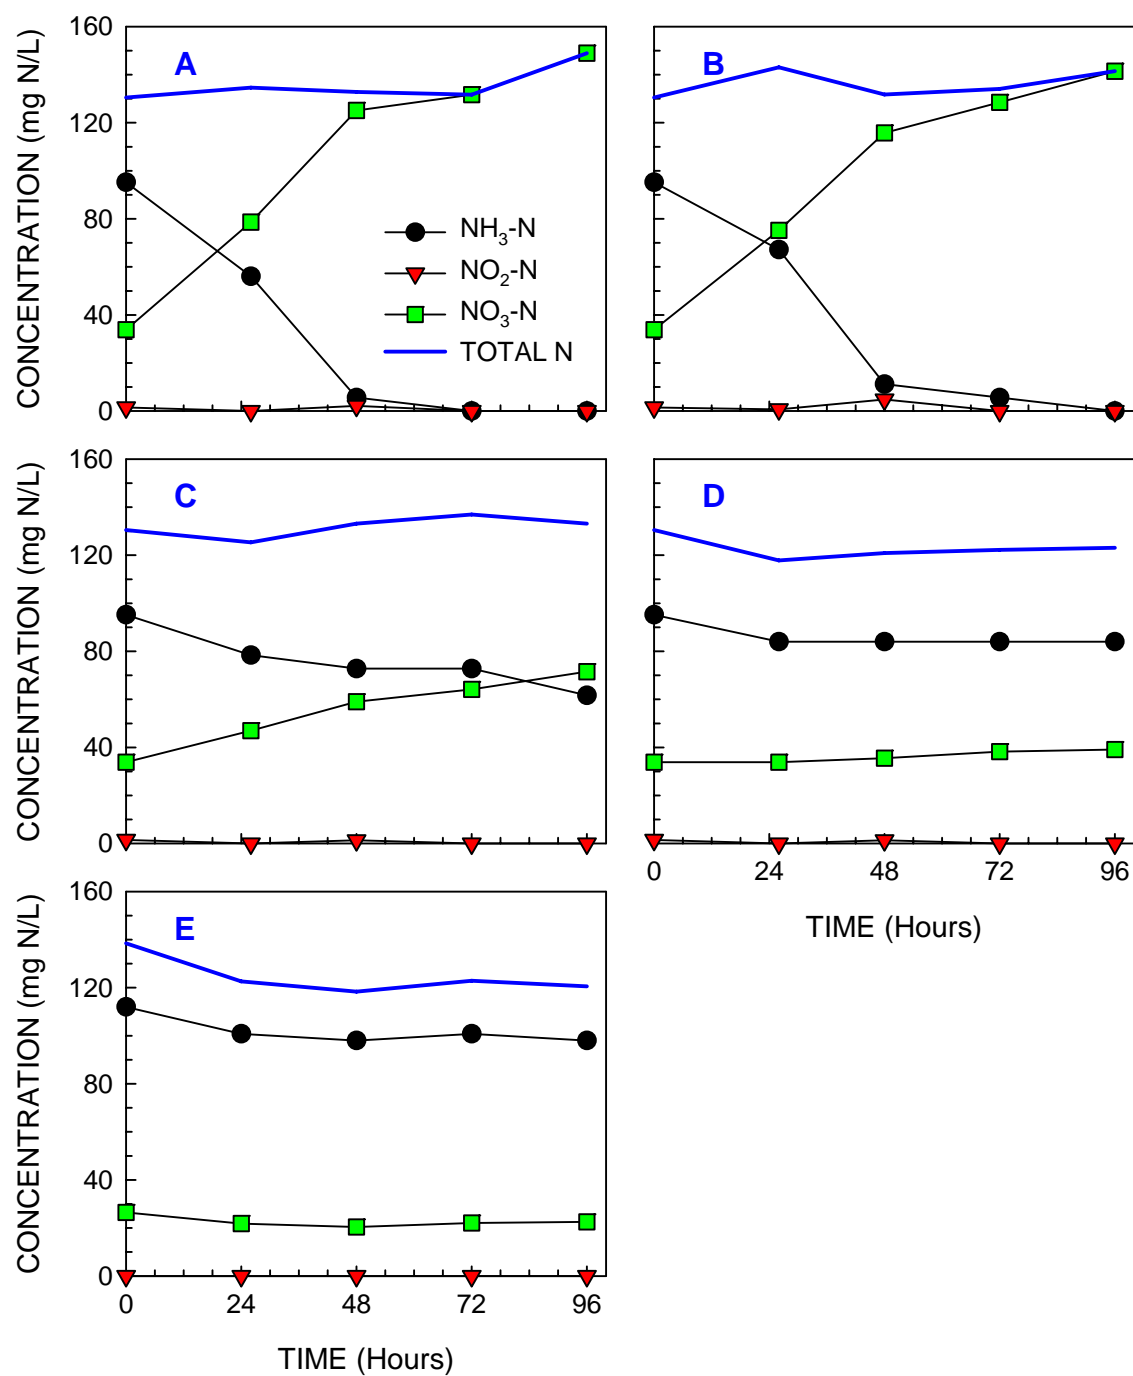 CONCENTRATION (mg N/L)
160
120
80
40
0
A
NH3-N
NO2-N
NO3-N
TOTAL N
B
CONCENTRATION (mg N/L)
160
120
80
40
0
C
D
0 24 48 72 96
TIME (Hours)
CONCENTRATION (mg N/L)
160
120
80
40
0
E
0 24 48 72 96
TIME (Hours)